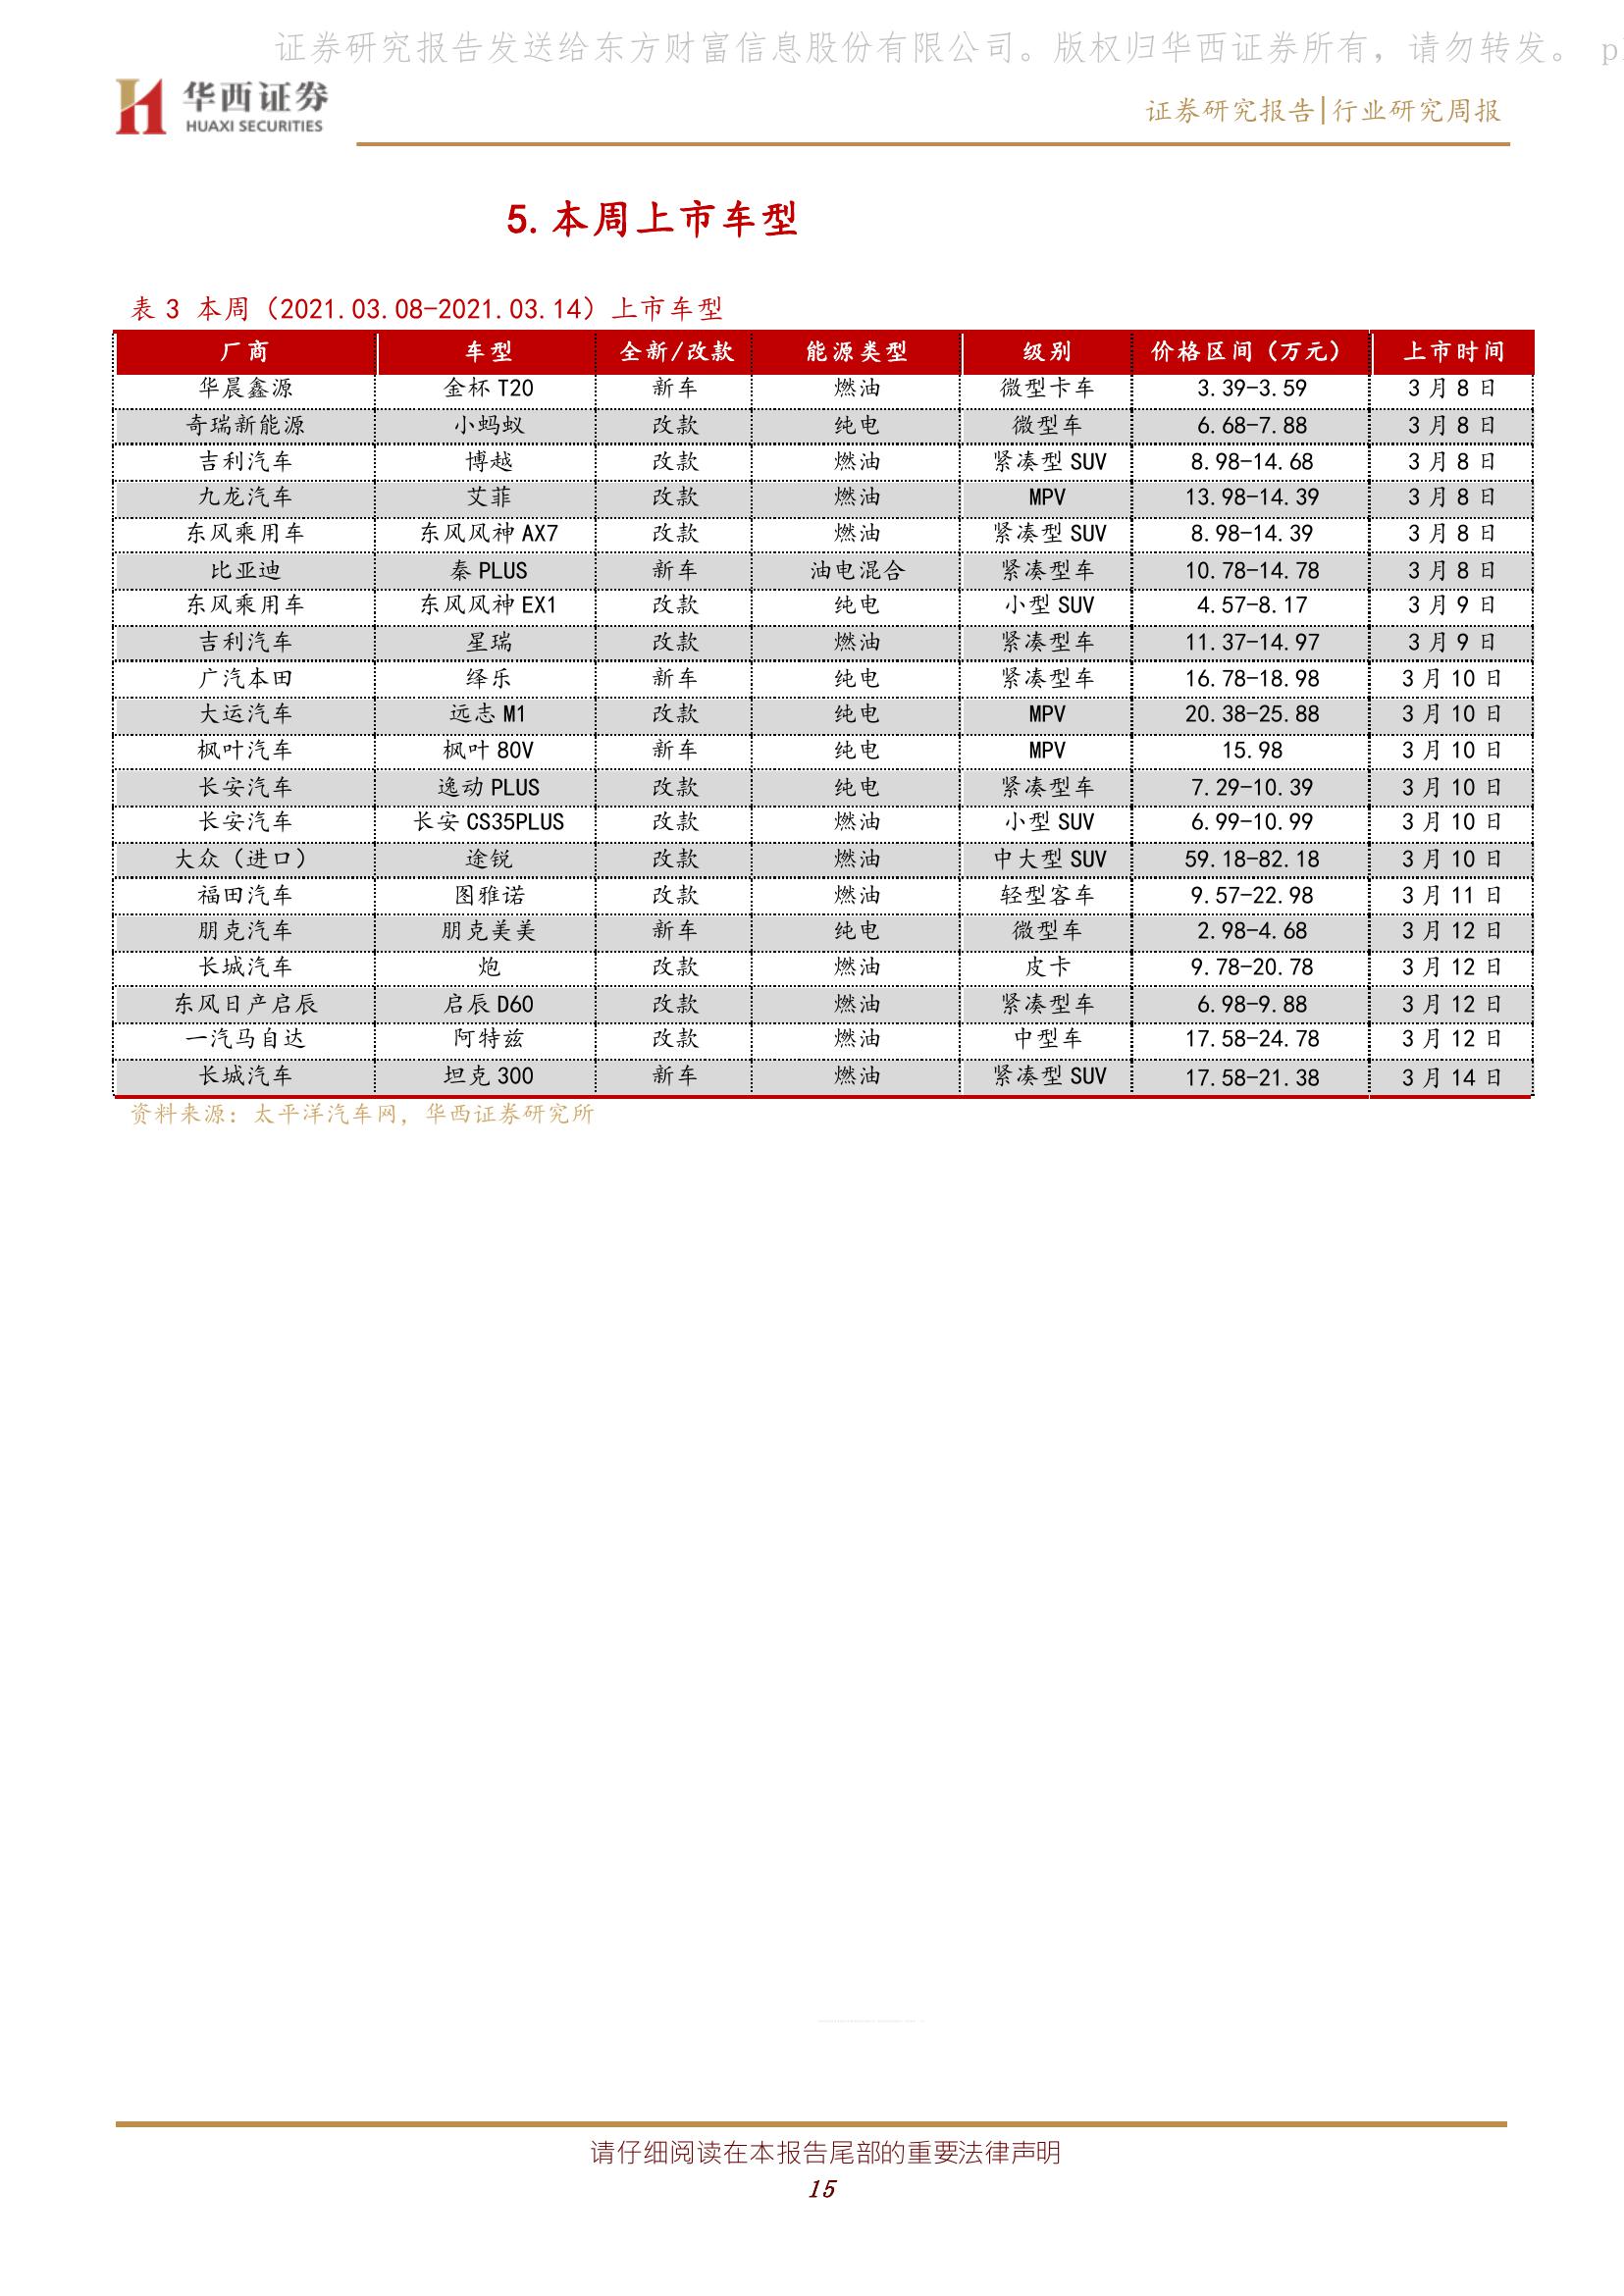 证券研究报告发送给东方财富信息股份有限公司。版权归华西证券所有，请勿转发。 p
华西证券
HUAXI SECURITIES
证券研究报告|行业研究周报
5.本周上市车型
表 3 本周（2021.03.08-2021.03.14）上市车型
厂商 车型 全新/改款 能源类型 级别 价格区间（万元） 上市时间
华晨鑫源 金杯 T20 新车 燃油 微型卡车 3.39-3.59 3 月 8 日
奇瑞新能源 小蚂蚁 改款 纯电 微型车 6.68-7.88 3 月 8 日
吉利汽车 博越 改款 燃油 紧凑型 SUV 8.98-14.68 3 月 8 日
九龙汽车 艾菲 改款 燃油 MPV 13.98-14.39 3 月 8 日
东风乘用车 东风风神 AX7 改款 燃油 紧凑型 SUV 8.98-14.39 3 月 8 日
比亚迪 秦 PLUS 新车 油电混合 紧凑型车 10.78-14.78 3 月 8 日
东风乘用车 东风风神 EX1 改款 纯电 小型 SUV 4.57-8.17 3 月 9 日
吉利汽车 星瑞 改款 燃油 紧凑型车 11.37-14.97 3 月 9 日
广汽本田 绎乐 新车 纯电 紧凑型车 16.78-18.98 3 月 10 日
大运汽车 远志 M1 改款 纯电 MPV 20.38-25.88 3 月 10 日
枫叶汽车 枫叶 80V 新车 纯电 MPV 15.98 3 月 10 日
长安汽车 逸动 PLUS 改款 纯电 紧凑型车 7.29-10.39 3 月 10 日
长安汽车 长安 CS35PLUS 改款 燃油 小型 SUV 6.99-10.99 3 月 10 日
大众（进口） 途锐 改款 燃油 中大型 SUV 59.18-82.18 3 月 10 日
福田汽车 图雅诺 改款 燃油 轻型客车 9.57-22.98 3 月 11 日
朋克汽车 朋克美美 新车 纯电 微型车 2.98-4.68 3 月 12 日
长城汽车 炮 改款 燃油 皮卡 9.78-20.78 3 月 12 日
东风日产启辰 启辰 D60 改款 燃油 紧凑型车 6.98-9.88 3 月 12 日
一汽马自达 阿特兹 改款 燃油 中型车 17.58-24.78 3 月 12 日
长城汽车 坦克 300 新车 燃油 紧凑型 SUV 17.58-21.38 3 月 14 日
资料来源：太平洋汽车网，华西证券研究所
请仔细阅读在本报告尾部的重要法律声明
15